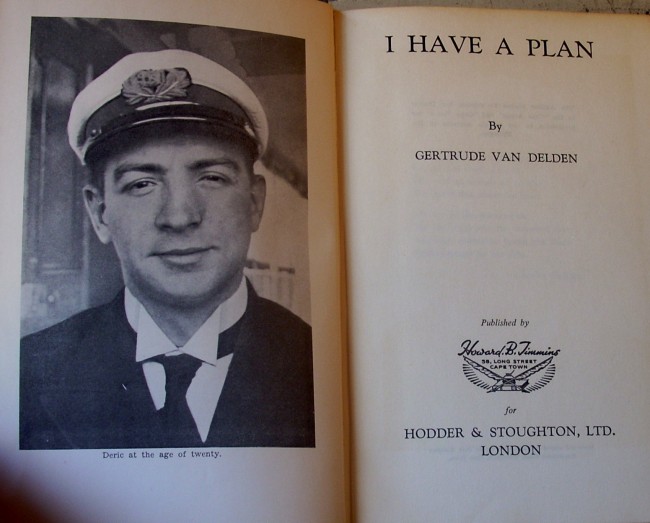 Deric at the age of twenty.
I HAVE A PLAN
By
GERTRUDE VAN DELDEN
Published by
Howard. B. Timmins
58, LONG STREET
CAPE TOWN
for
HODDER & STOUGHTON, LTD.
LONDON